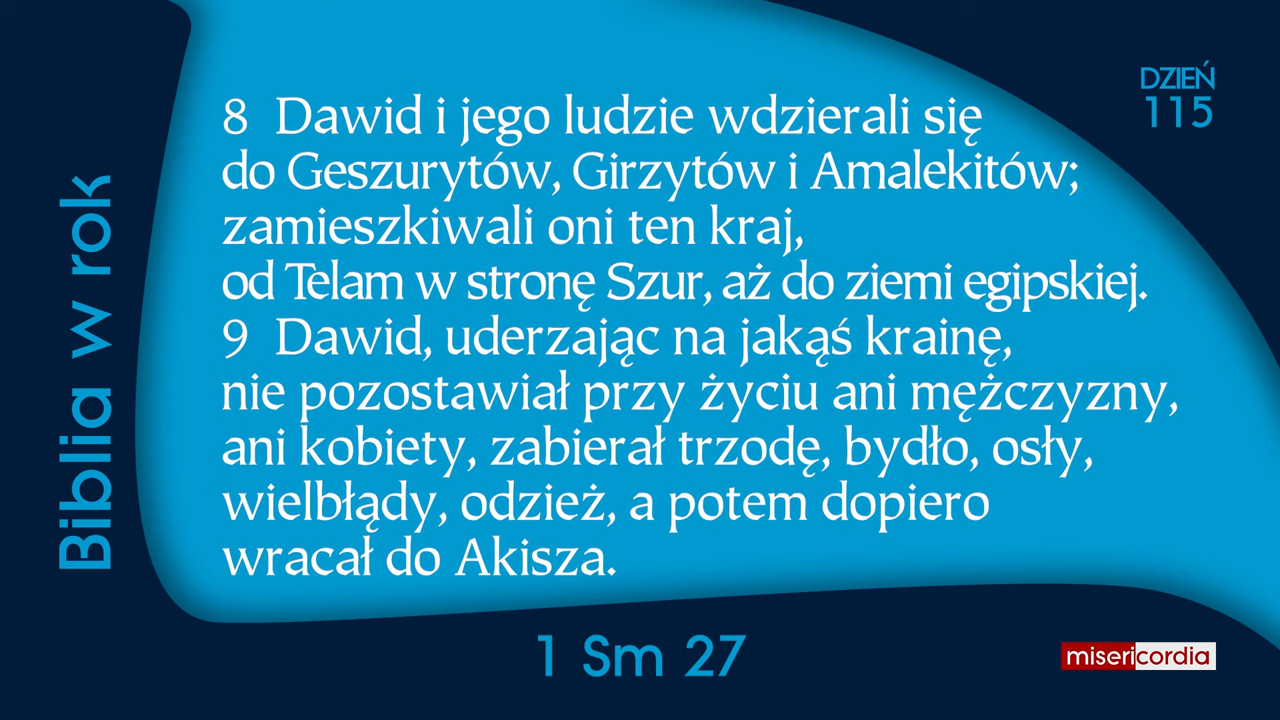 DZIEŃ
115
Biblia w rok
8 Dawid i jego ludzie wdzierali się
do Geszurytów, Girzytów i Amalekitów;
zamieszkiwali oni ten kraj,
od Telam w stronę Szur, aż do ziemi egipskiej.
9 Dawid, uderzając na jakąś krainę,
nie pozostawiał przy życiu ani mężczyzny,
ani kobiety, zabierał trzodę, bydło, osły,
wielbłądy, odzież, a potem dopiero
wracał do Akisza.
1 Sm 27
misericordia